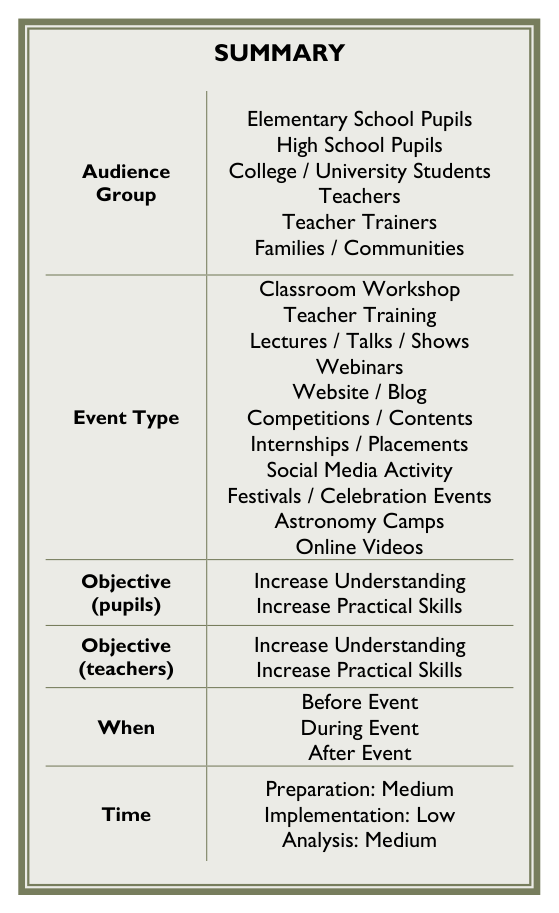 SUMMARY
Audience
Group
Elementary School Pupils
High School Pupils
College / University Students
Teachers
Teacher Trainers
Families / Communities
Event Type
Classroom Workshop
Teacher Training
Lectures / Talks / Shows
Webinars
Website / Blog
Competitions / Contents
Internships / Placements
Social Media Activity
Festivals / Celebration Events
Astronomy Camps
Online Videos
Objective
(pupils)
Increase Understanding
Increase Practical Skills
Objective
(teachers)
Increase Understanding
Increase Practical Skills
When
Before Event
During Event
After Event
Time
Preparation: Medium
Implementation: Low
Analysis: Medium